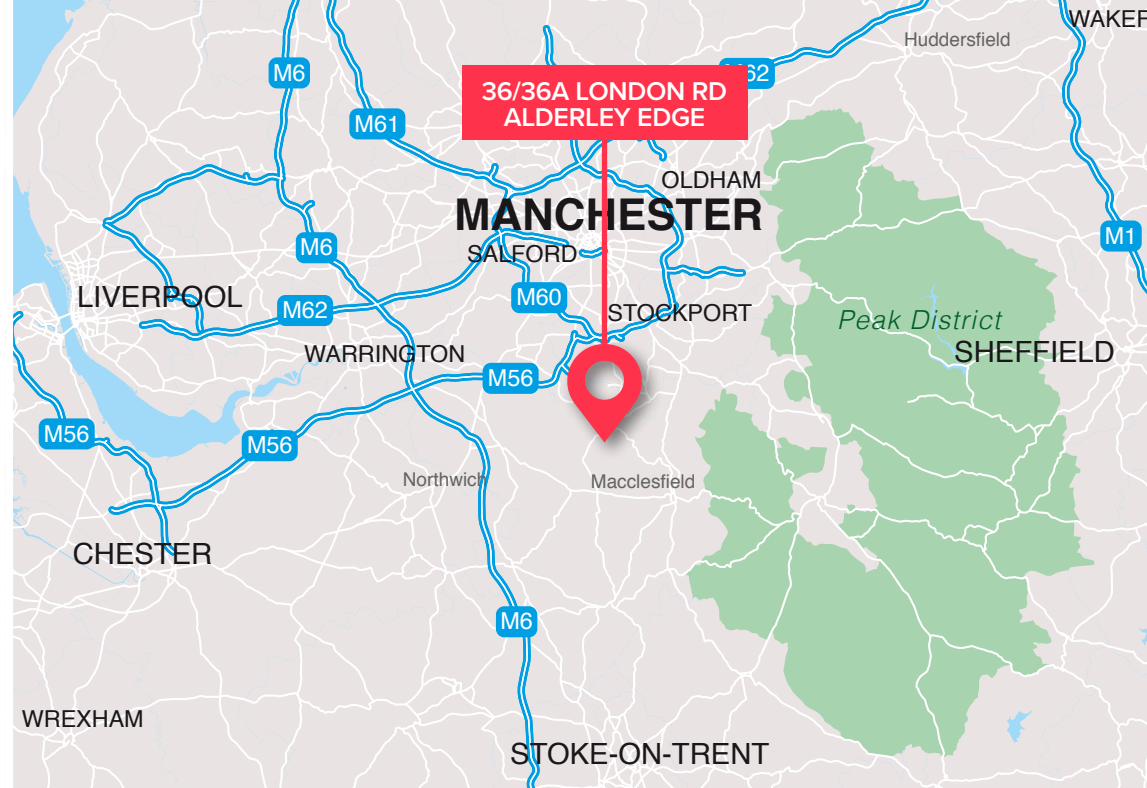 WAKEF
Huddersfield
M6
M62
36/36A LONDON RD
ALDERLEY EDGE
M61
OLDHAM
MANCHESTER
M1
M6
SALFORD
LIVERPOOL
M60
M62
STOCKPORT
Peak District
WARRINGTON
SHEFFIELD
M56
M56
M56
Northwich
Macclesfield
CHESTER
M6
WREXHAM
STOKE-ON-TRENT